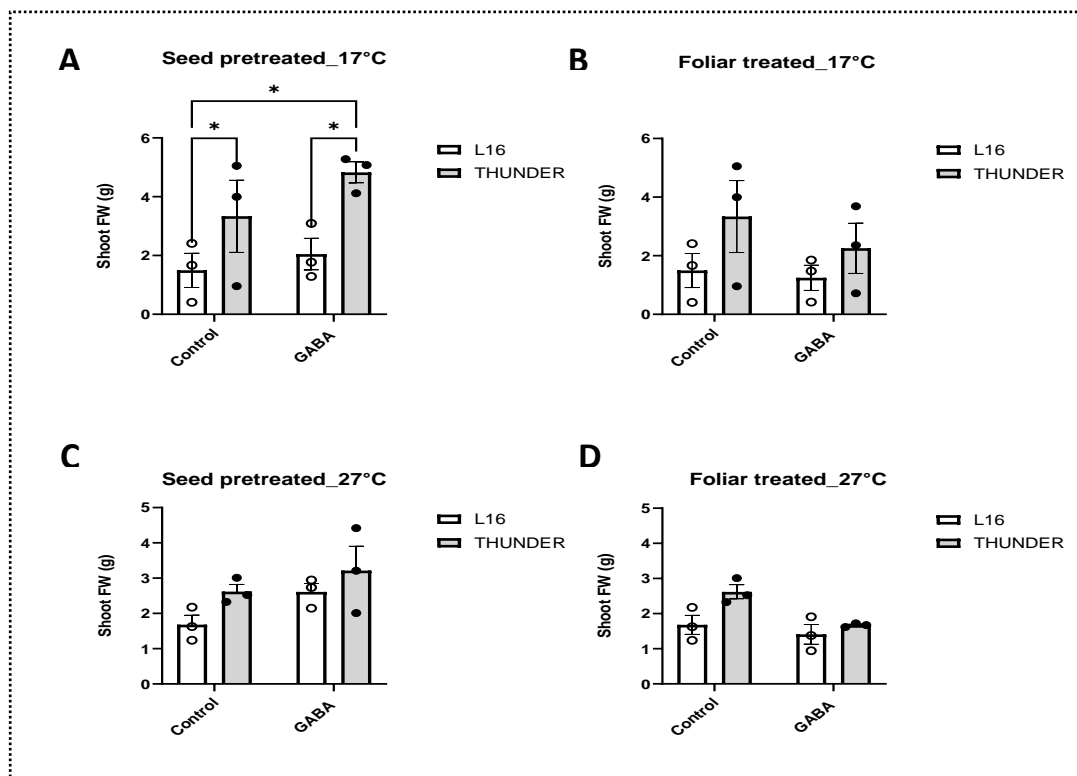 A
Seed pretreated_17°C
*
*
*
6
4
2
0
Shoot FW (g)
Control
GABA
L16
THUNDER
B
Foliar treated_17°C
6
4
2
0
Shoot FW (g)
Control
GABA
L16
THUNDER
C
Seed pretreated_27°C
5
4
3
2
1
0
Shoot FW (g)
Control
GABA
L16
THUNDER
D
Foliar treated_27°C
5
4
3
2
1
0
Shoot FW (g)
Control
GABA
L16
THUNDER